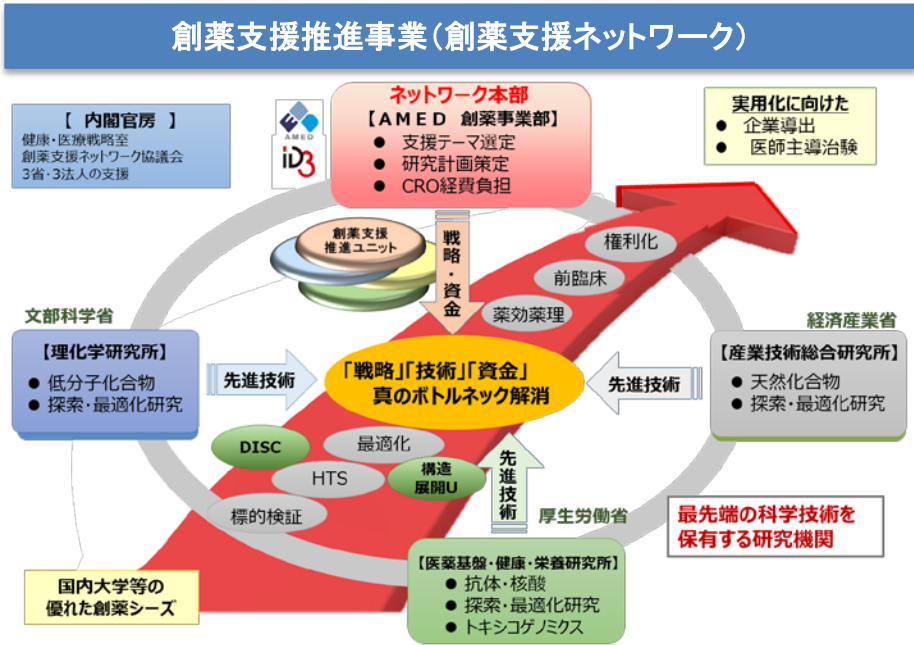 創薬支援推進事業（創薬支援ネットワーク）
【 内閣官房 】
健康・医療戦略室
創薬支援ネットワーク協議会
3省・3法人の支援
AMED
iD3
ネットワーク本部
【AMED 創薬事業部】
● 支援テーマ選定
● 研究計画策定
● CRO経費負担
実用化に向けた
● 企業導出
● 医師主導治験
創薬支援
推進ユニット
戦略・資金
権利化
前臨床
薬効薬理
文部科学省
【理化学研究所】
● 低分子化合物
● 探索・最適化研究
先進技術
「戦略」「技術」「資金」
真のボトルネック解消
先進技術
経済産業省
【産業技術総合研究所】
● 天然化合物
● 探索・最適化研究
DISC
最適化
HTS
構造
展開U
標的検証
先進技術
厚生労働省
【医薬基盤・健康・栄養研究所】
● 抗体・核酸
● 探索・最適化研究
● トキシコゲノミクス
最先端の科学技術を
保有する研究機関
国内大学等の
優れた創薬シーズ